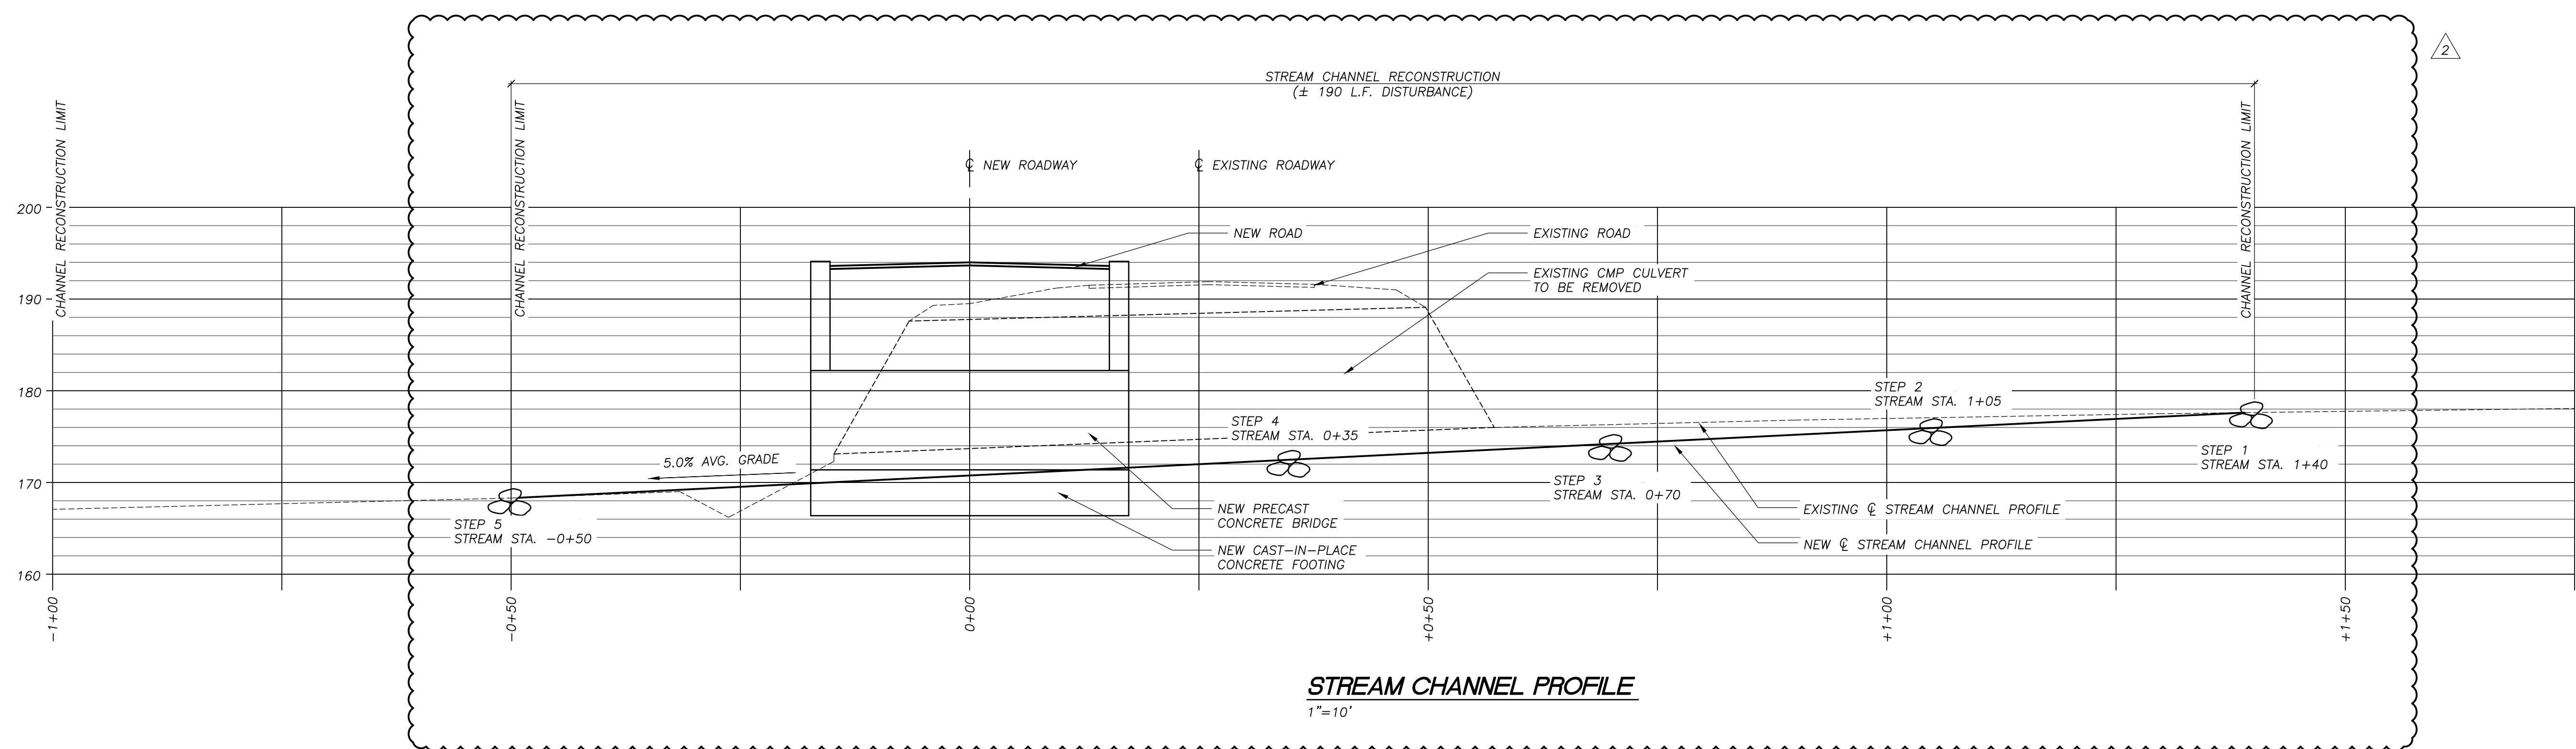 2
STREAM CHANNEL RECONSTRUCTION
(± 190 L.F. DISTURBANCE)
CHANNEL RECONSTRUCTION LIMIT
CHANNEL RECONSTRUCTION LIMIT
CHANNEL RECONSTRUCTION LIMIT
℄ NEW ROADWAY
℄ EXISTING ROADWAY
200
190
180
170
160
NEW ROAD
EXISTING ROAD
EXISTING CMP CULVERT
TO BE REMOVED
STEP 2
STREAM STA. 1+05
STEP 4
STREAM STA. 0+35
5.0% AVG. GRADE
STEP 1
STREAM STA. 1+40
STEP 3
STREAM STA. 0+70
STEP 5
STREAM STA. -0+50
NEW PRECAST
CONCRETE BRIDGE
EXISTING ℄ STREAM CHANNEL PROFILE
NEW ℄ STREAM CHANNEL PROFILE
NEW CAST-IN-PLACE
CONCRETE FOOTING
-1+00
-0+50
0+00
+0+50
+1+00
+1+50
STREAM CHANNEL PROFILE
1"=10'